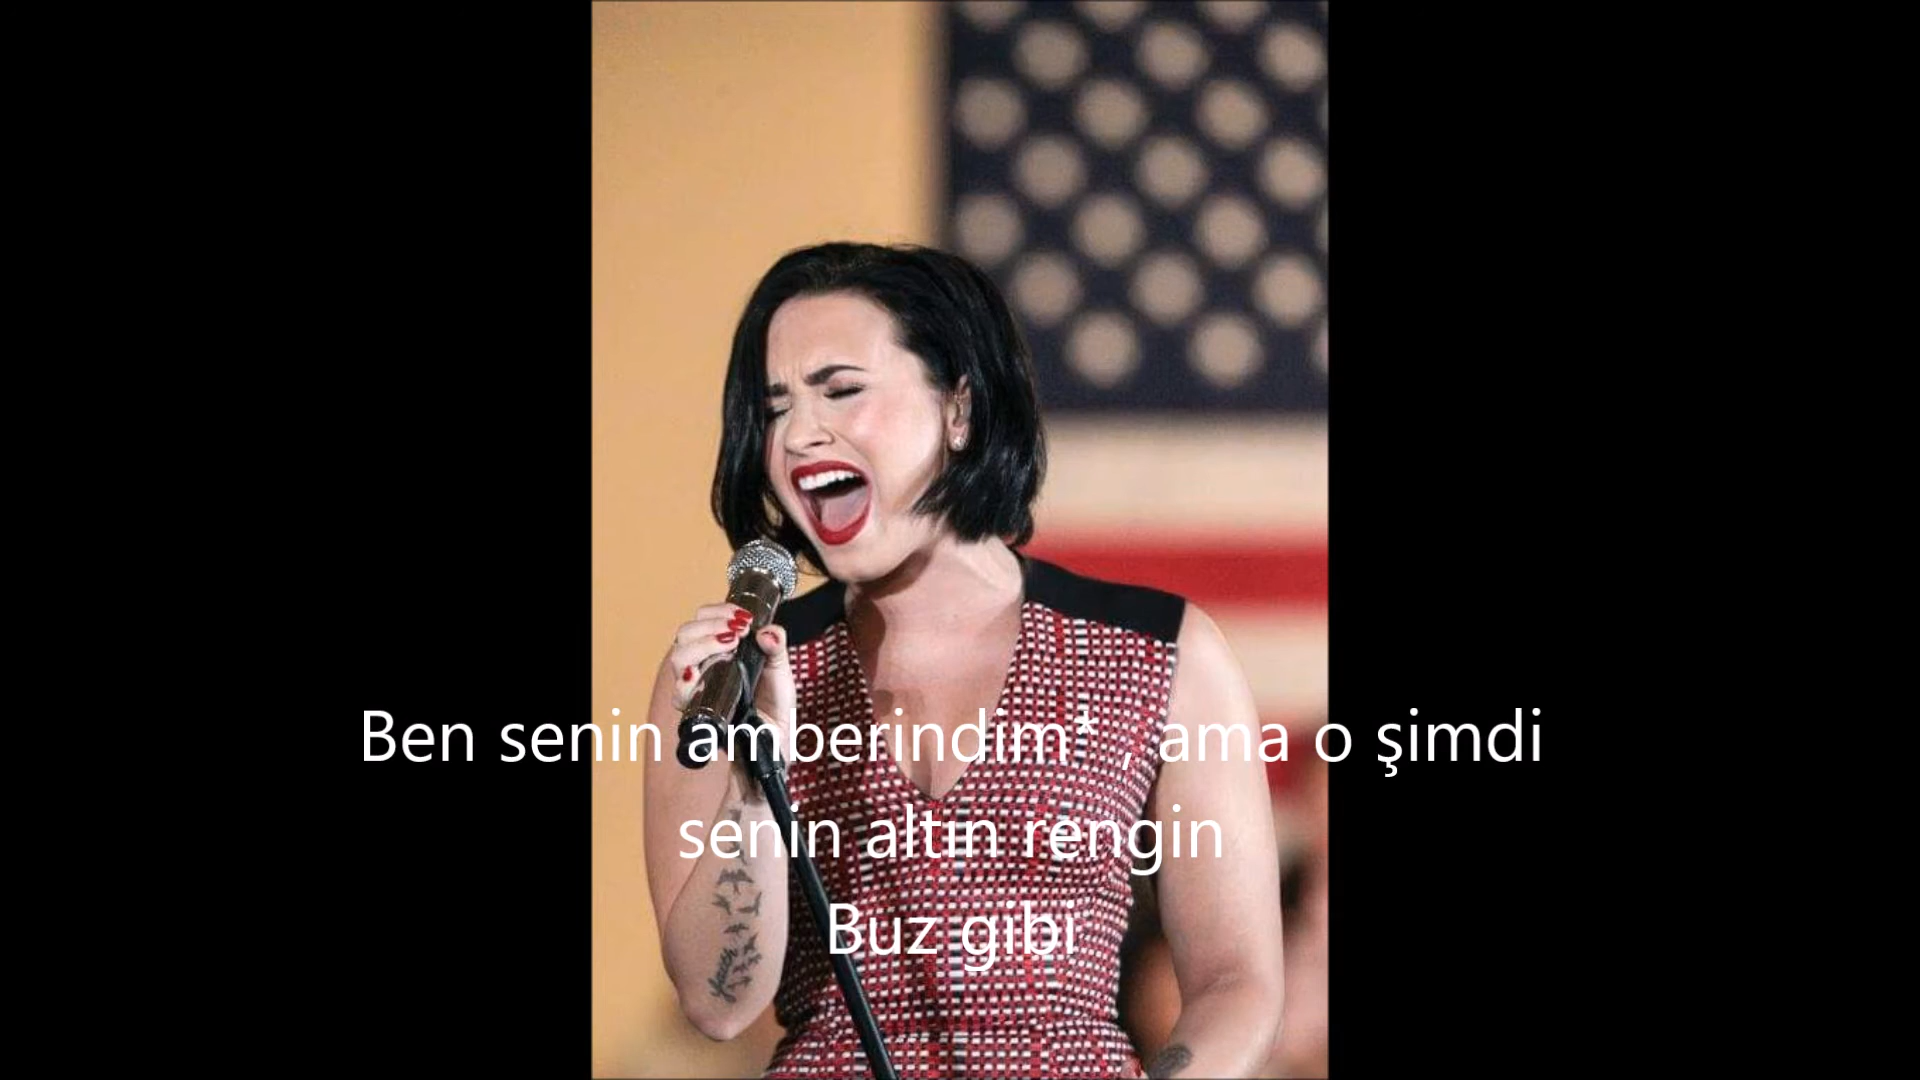 Ben senin amberindim* , ama o şimdi
senin altın rengin
Buz gibi